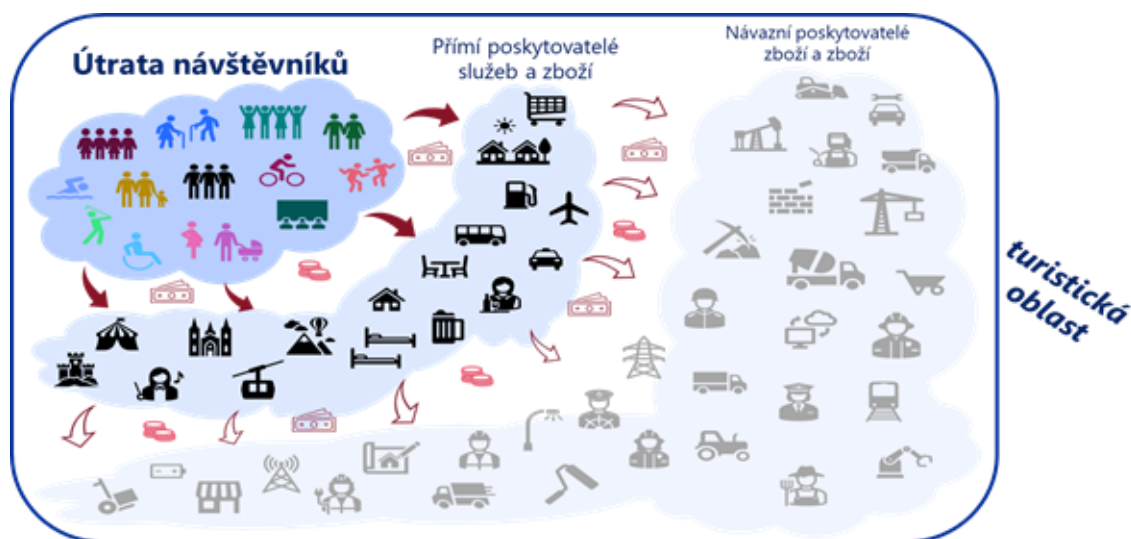 Útrata návštěvníků
Přímí poskytovatelé
služeb a zboží
Návazní poskytovatelé
zboží a zboží
turistická
oblast